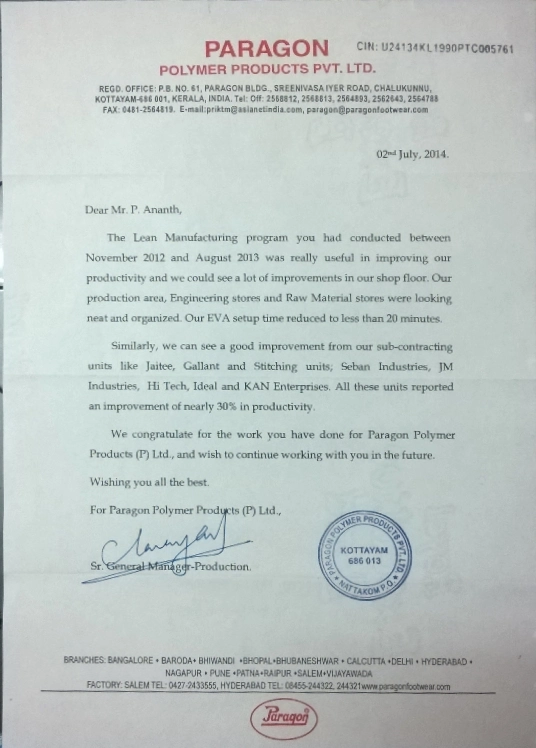 PARAGON
CIN: U24134KL1990PTC005761
POLYMER PRODUCTS PVT. LTD.
REGD. OFFICE: P.B. NO. 61, PARAGON BLDG., SREENIVASA IYER ROAD, CHALUKUNNU,
KOTTAYAM-686 001, KERALA, INDIA. Tel: Off: 2568812, 2568813, 2564893, 2562643, 2564788
FAX: 0481-2564819. E-mail:priktm@asianetindia.com, paragon@paragonfootwear.com
02nd July, 2014.
Dear Mr. P. Ananth,
The Lean Manufacturing program you had conducted between
November 2012 and August 2013 was really useful in improving our
productivity and we could see a lot of improvements in our shop floor. Our
production area, Engineering stores and Raw Material stores were looking
neat and organized. Our EVA setup time reduced to less than 20 minutes.
Similarly, we can see a good improvement from our sub-contracting
units like Jaitee, Gallant and Stitching units; Seban Industries, JM
Industries, Hi Tech, Ideal and KAN Enterprises. All these units reported
an improvement of nearly 30% in productivity.
We congratulate for the work you have done for Paragon Polymer
Products (P) Ltd., and wish to continue working with you in the future.
Wishing you all the best.
For Paragon Polymer Products (P) Ltd.,
Sr. General Manager-Production.
PARAGON POLYMER PRODUCTS PVT. LTD
KOTTAYAM
686 013
NATTAKOM P.O.
BRANCHES: BANGALORE • BARODA• BHIWANDI •BHOPAL•BHUBANESHWAR • CALCUTTA •DELHI • HYDERABAD •
NAGAPUR • PUNE •PATNA•RAIPUR •SALEM•VIJAYAWADA
FACTORY: SALEM TEL: 0427-2433555, HYDERABAD TEL: 08455-244322, 244321www.paragonfootwear.com
Paragon